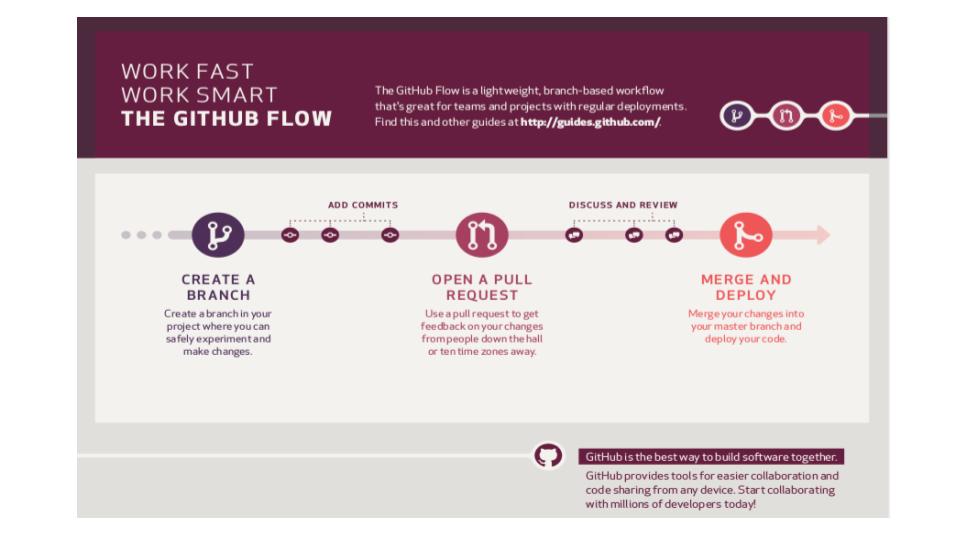 WORK FAST
WORK SMART
THE GITHUB FLOW
The GitHub Flow is a lightweight, branch-based workflow
that's great for teams and projects with regular deployments.
Find this and other guides at http://guides.github.com/.
ADD COMMITS
DISCUSS AND REVIEW
CREATE A
BRANCH
Create a branch in your
project where you can
safely experiment and
make changes.
OPEN A PULL
REQUEST
Use a pull request to get
feedback on your changes
from people down the hall
or ten time zones away.
MERGE AND
DEPLOY
Merge your changes into
your master branch and
deploy your code.
GitHub is the best way to build software together.
GitHub provides tools for easier collaboration and
code sharing from any device. Start collaborating
with millions of developers today!